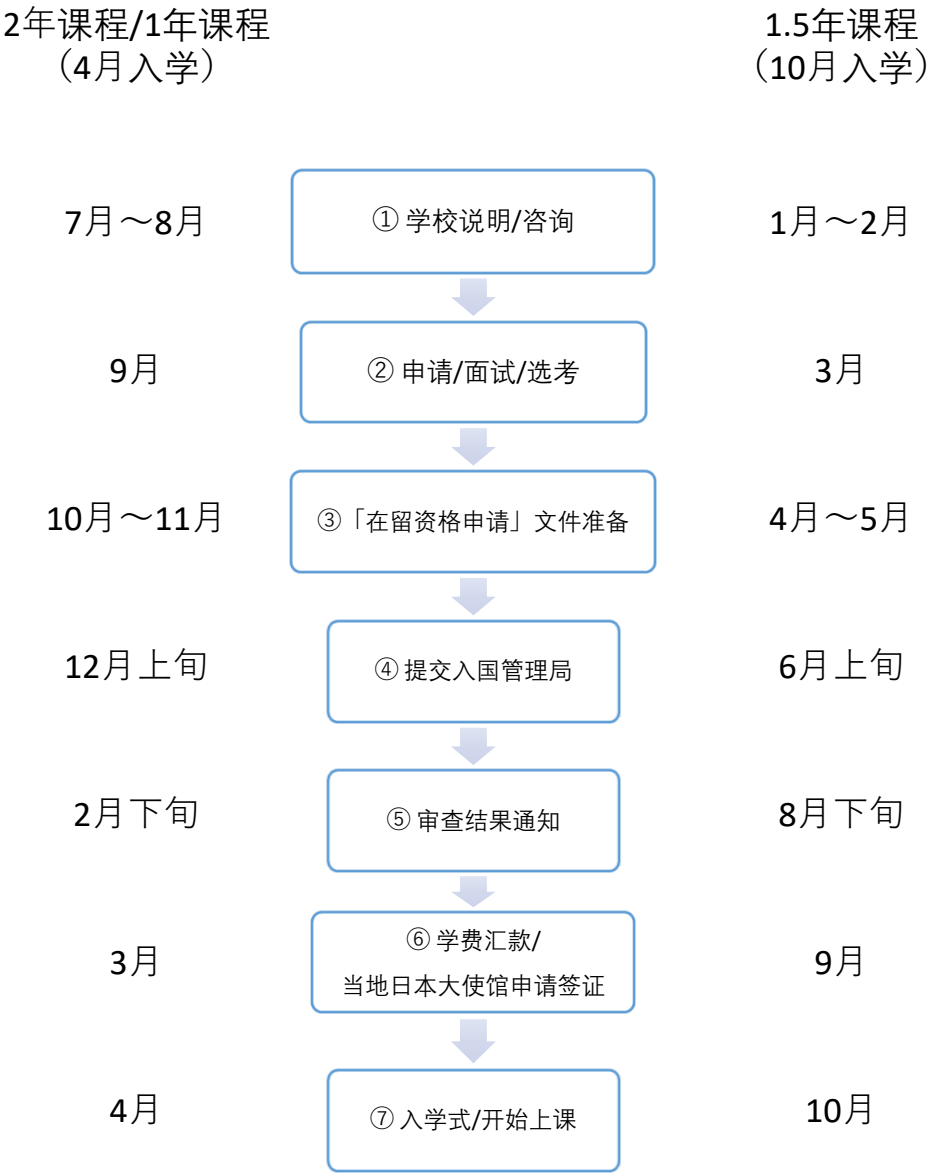 2年课程/1年课程
（4月入学）
1.5年课程
（10月入学）
7月～8月
① 学校说明/咨询
1月～2月
9月
② 申请/面试/选考
3月
10月～11月
③「在留资格申请」文件准备
4月～5月
12月上旬
④ 提交入国管理局
6月上旬
2月下旬
⑤ 审查结果通知
8月下旬
3月
⑥ 学费汇款/
当地日本大使馆申请签证
9月
4月
⑦ 入学式/开始上课
10月